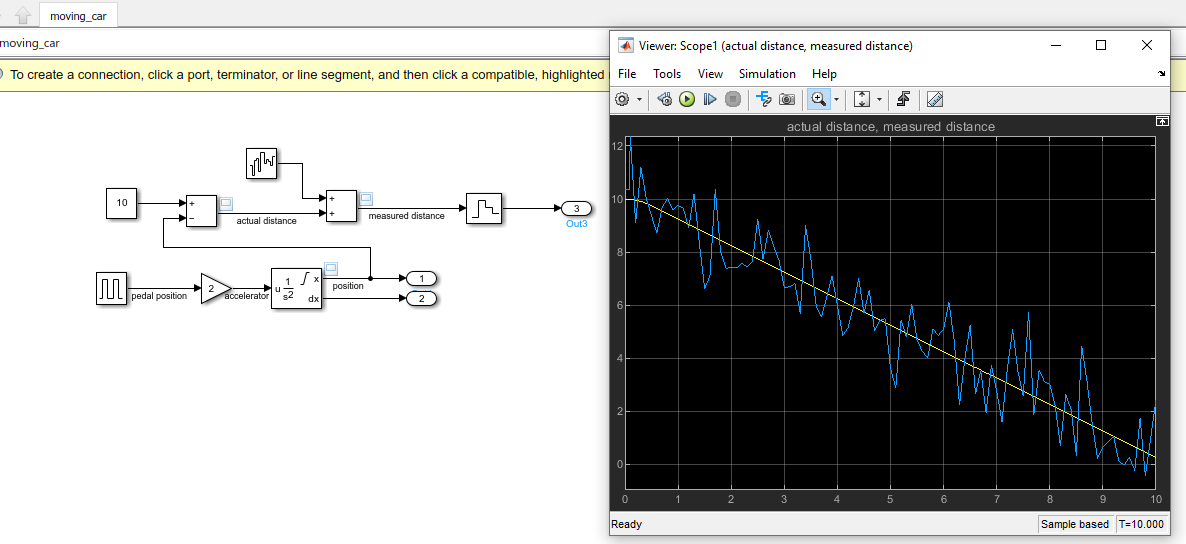 moving_car
moving_car
To create a connection, click a port, terminator, or line segment, and then click a compatible, highlighted
10
+
−
actual distance
+
+
measured distance
3
Out3
pedal position
2
accelerator
u 1 s2 x dx
position
1
2
Viewer: Scope1 (actual distance, measured distance)
File Tools View Simulation Help
actual distance, measured distance
12
10
8
6
4
2
0
0 1 2 3 4 5 6 7 8 9 10
Ready Sample based T=10.000